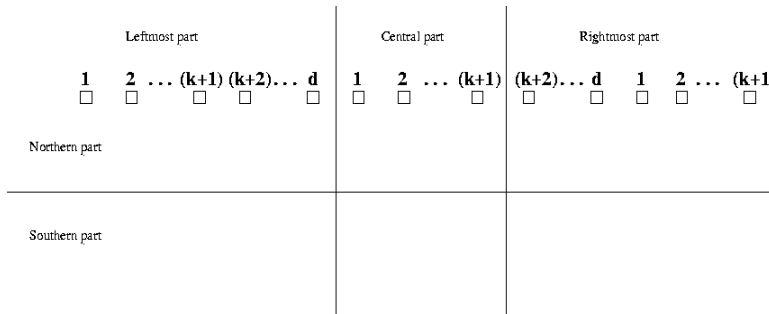 Leftmost part Central part Rightmost part
1 2 ... (k+1) (k+2)... d 1 2 ... (k+1) (k+2)... d 1 2 ... (k+1
Northern part
Southern part